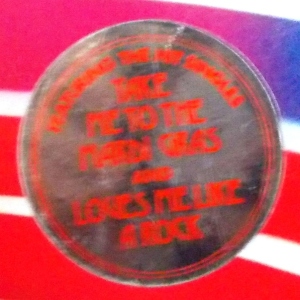 FEATURING THE HIT SINGLES
TAKE
ME TO THE
MARDI GRAS
AND
LOVES ME LIKE
A ROCK